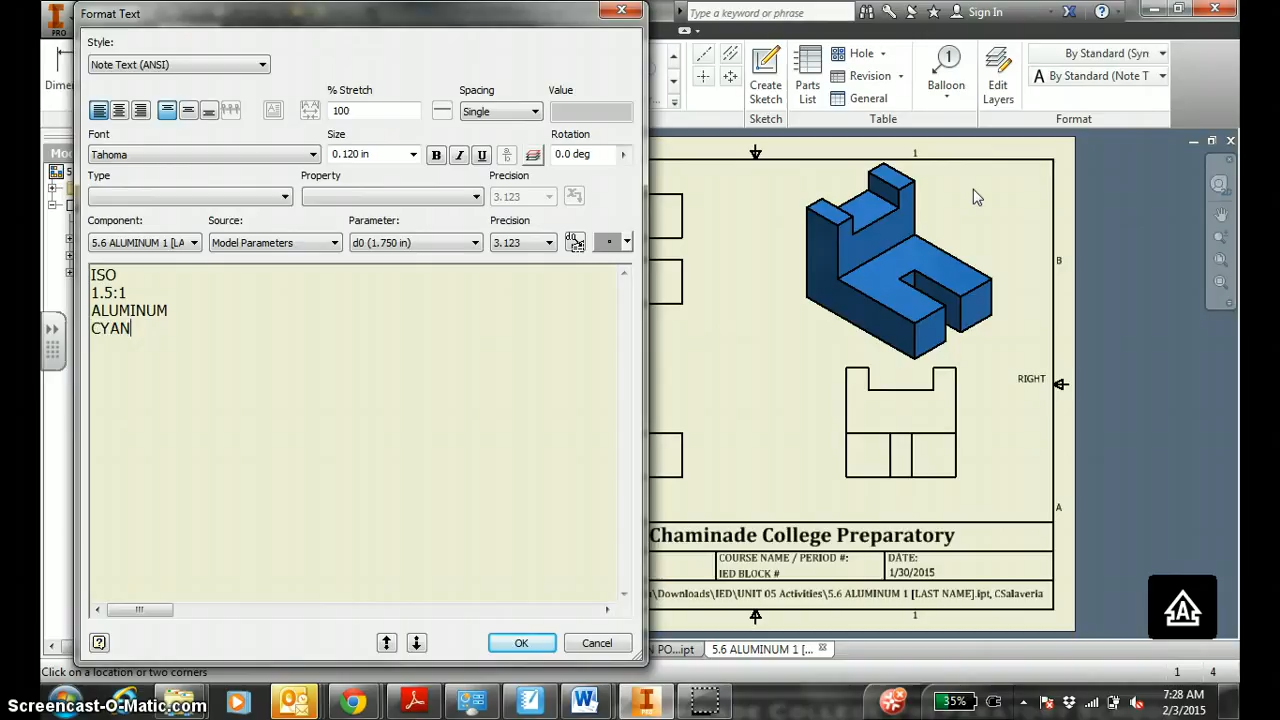 Format Text
Style:
Note Text (ANSI)
% Stretch
Spacing
Value
100
Single
Font
Size
Rotation
Tahoma
0.120 in
B
I
U
0.0 deg
Type
Property
Precision
3.123
Component:
Source:
Parameter:
Precision
5.6 ALUMINUM 1 [LA
Model Parameters
d0 (1.750 in)
3.123
ISO
1.5:1
ALUMINUM
CYAN
OK
Cancel
PRO
Type a keyword or phrase
Sign In
Dimen
Create
Sketch
Parts
List
Hole
Revision
General
Balloon
Edit
Layers
By Standard (Syn
By Standard (Note T
Sketch
Table
Format
Mo
5
1
B
RIGHT
A
Chaminade College Preparatory
COURSE NAME / PERIOD #:
DATE:
IED BLOCK #
1/30/2015
\Downloads\IED\UNIT 05 Activities\5.6 ALUMINUM 1 [LAST NAME].ipt, CSalaveria
1
N PO...ipt
5.6 ALUMINUM 1 [...
Click on a location or two corners
1
4
35%
7:28 AM
2/3/2015
Screencast-O-Matic.com